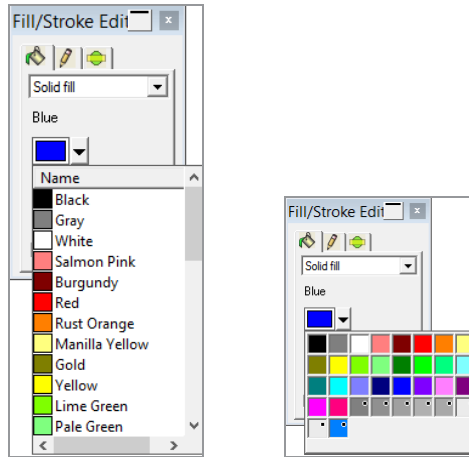 Fill/Stroke Edit
Solid fill
Blue
Name
Black
Gray
White
Salmon Pink
Burgundy
Red
Rust Orange
Manilla Yellow
Gold
Yellow
Lime Green
Pale Green
Fill/Stroke Edit
Solid fill
Blue